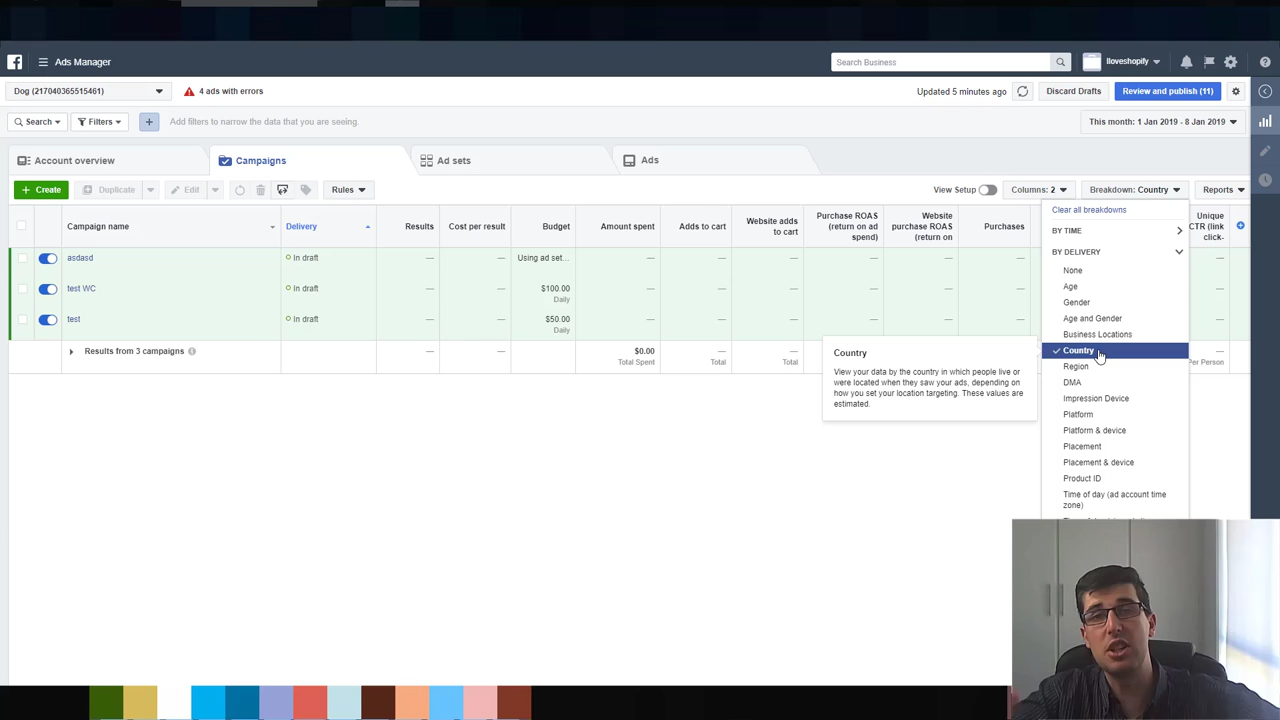 Ads Manager
Search Business
Iloveshopify
Dog (217040365515461)
4 ads with errors
Updated 5 minutes ago
Discard Drafts
Review and publish (11)
Search
Filters
Add filters to narrow the data that you are seeing.
This month: 1 Jan 2019 - 8 Jan 2019
Account overview
Campaigns
Ad sets
Ads
Create
Duplicate
Edit
Rules
View Setup
Columns: 2
Breakdown: Country
Reports
Campaign name
Delivery
Results
Cost per result
Budget
Amount spent
Adds to cart
Website adds
to cart
Purchase ROAS
(return on ad
spend)
Website
purchase ROAS
(return on
Purchases
Unique
CTR (link
click-
asdasd
In draft
Using ad set...
test WC
In draft
$100.00
Daily
test
In draft
$50.00
Daily
Results from 3 campaigns
$0.00
Total Spent
Total
Total
Total
Total
Total
Per Person
Clear all breakdowns
BY TIME
BY DELIVERY
None
Age
Gender
Age and Gender
Business Locations
Country
Region
DMA
Impression Device
Platform
Platform & device
Placement
Placement & device
Product ID
Time of day (ad account time
zone)
Country
View your data by the country in which people live or
were located when they saw your ads, depending on
how you set your location targeting. These values are
estimated.